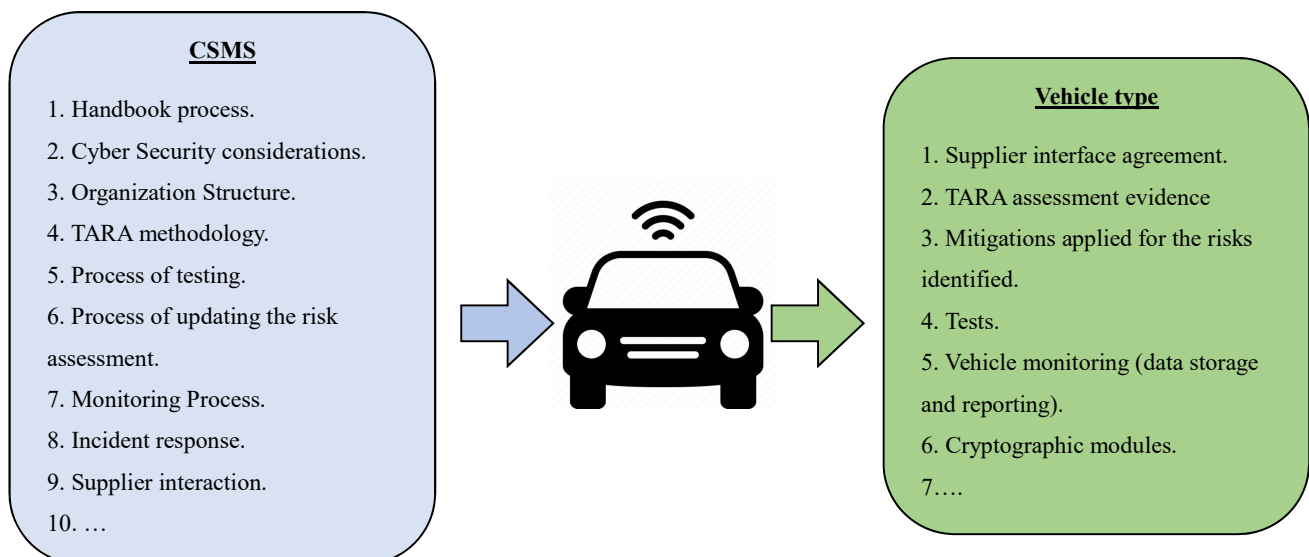 CSMS
1. Handbook process.
2. Cyber Security considerations.
3. Organization Structure.
4. TARA methodology.
5. Process of testing.
6. Process of updating the risk
assessment.
7. Monitoring Process.
8. Incident response.
9. Supplier interaction.
10. …
Vehicle type
1. Supplier interface agreement.
2. TARA assessment evidence
3. Mitigations applied for the risks
identified.
4. Tests.
5. Vehicle monitoring (data storage
and reporting).
6. Cryptographic modules.
7….